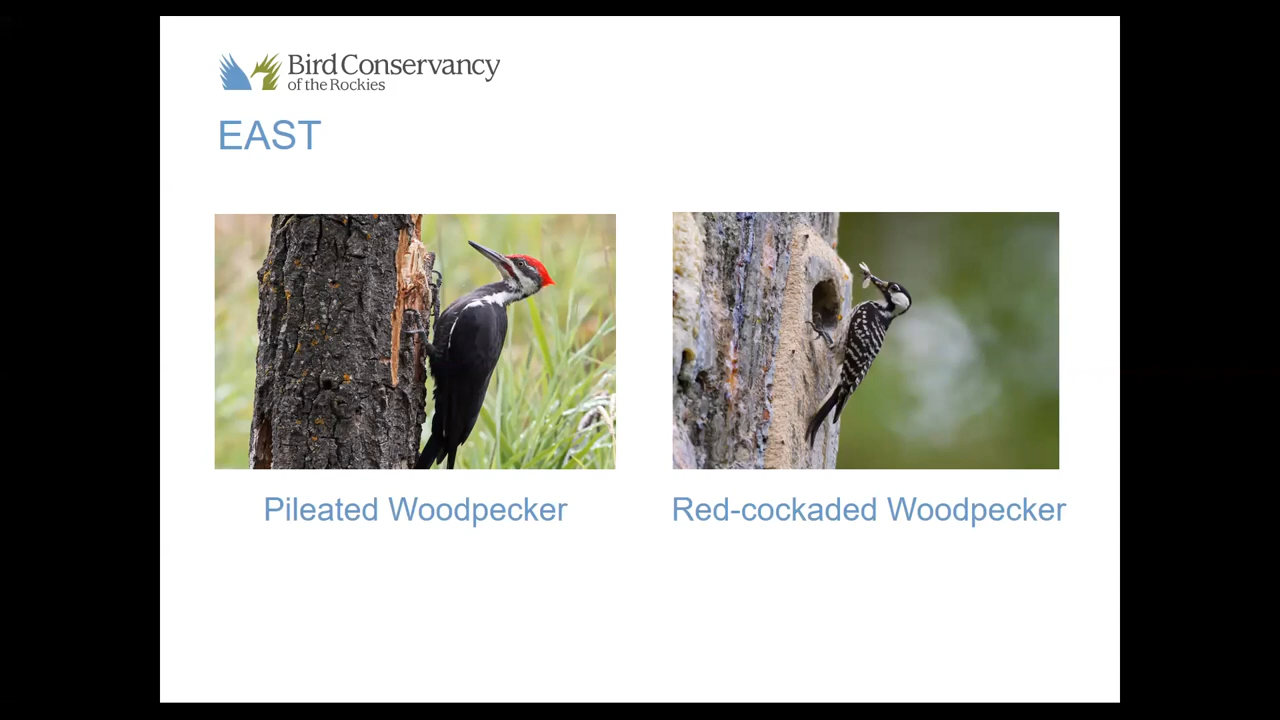 Bird Conservancy
of the Rockies
EAST
Pileated Woodpecker
Red-cockaded Woodpecker